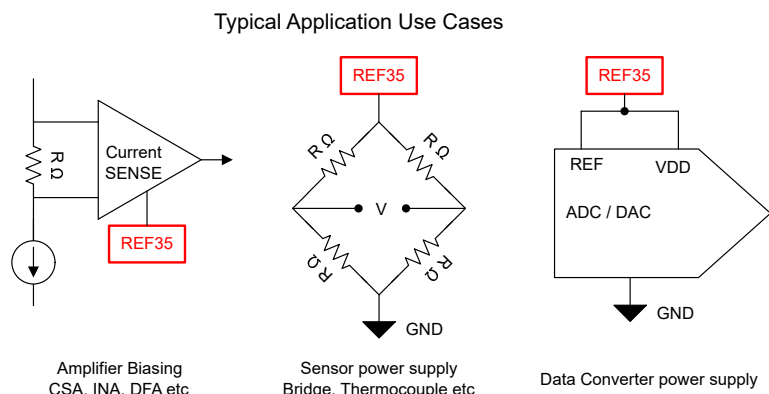 Typical Application Use Cases
REF35
R Ω
Current
SENSE
REF35
R Ω
R Ω
V
R Ω
R Ω
GND
REF35
REF
VDD
ADC / DAC
GND
Amplifier Biasing
CSA, INA, DFA etc
Sensor power supply
Bridge, Thermocouple etc
Data Converter power supply